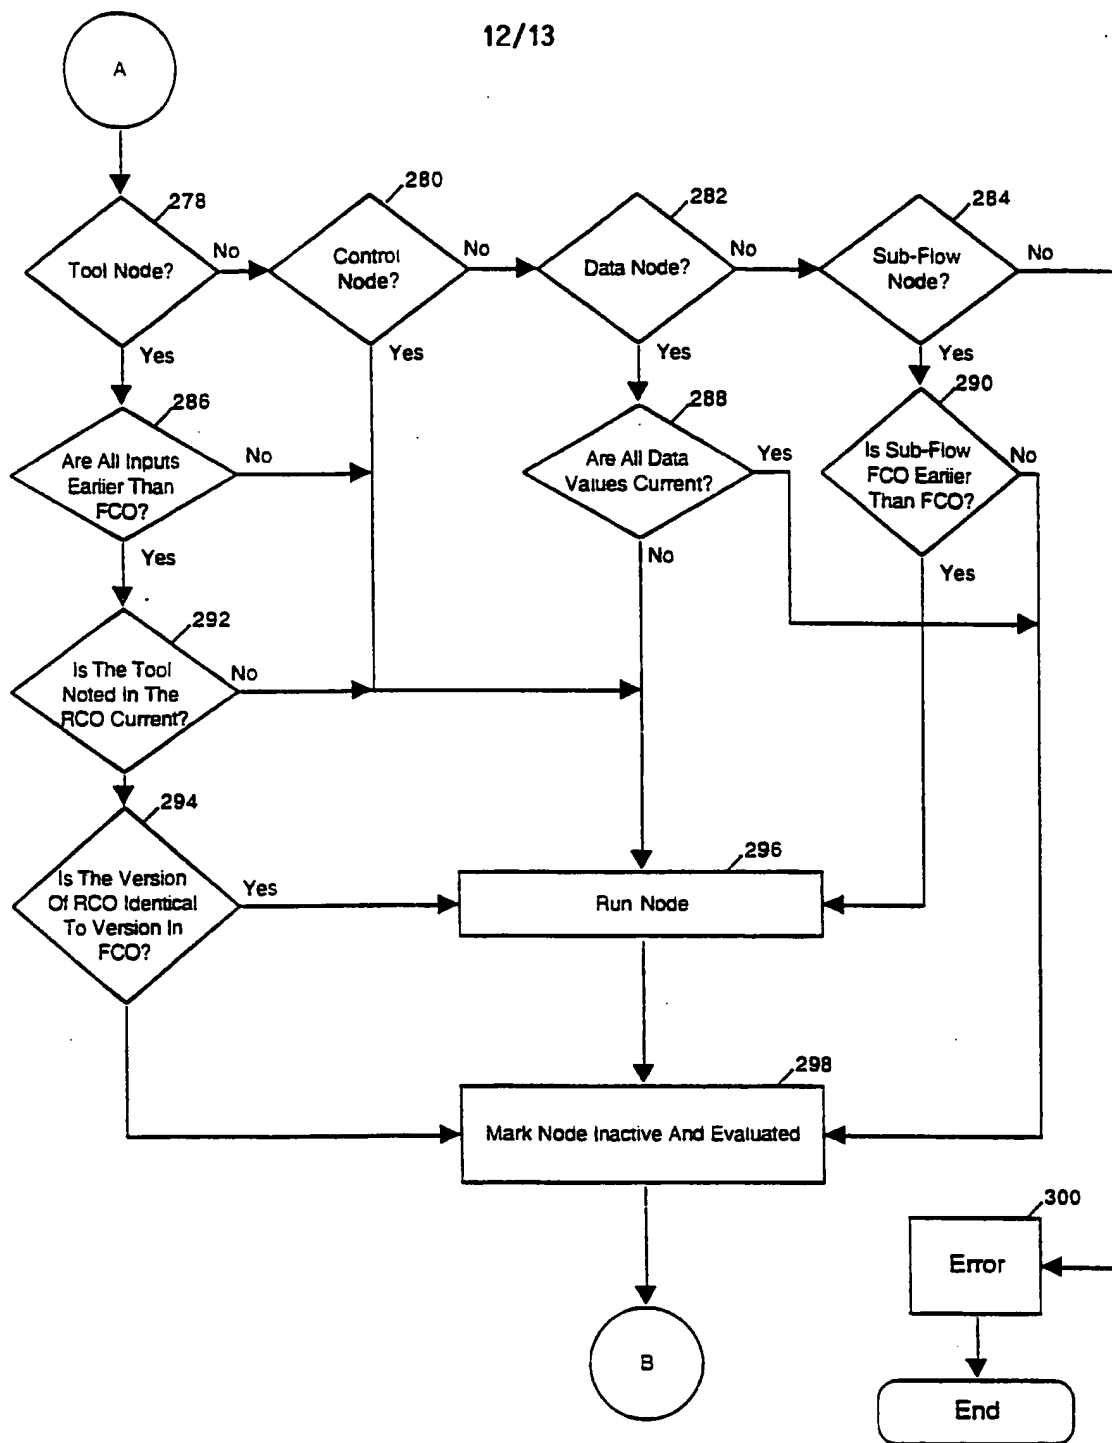 12/13
A
278
280
282
284
Tool Node?
No
Control
Node?
No
Data Node?
No
Sub-Flow
Node?
No
Yes
Yes
Yes
Yes
286
288
290
Are All Inputs
Earlier Than
FCO?
No
Are All Data
Values Current?
Yes
Is Sub-Flow
FCO Earlier
Than FCO?
No
Yes
No
Yes
292
Is The Tool
Noted In The
RCO Current?
No
294
Is The Version
Of RCO Identical
To Version In
FCO?
Yes
296
Run Node
298
Mark Node Inactive And Evaluated
300
Error
B
End